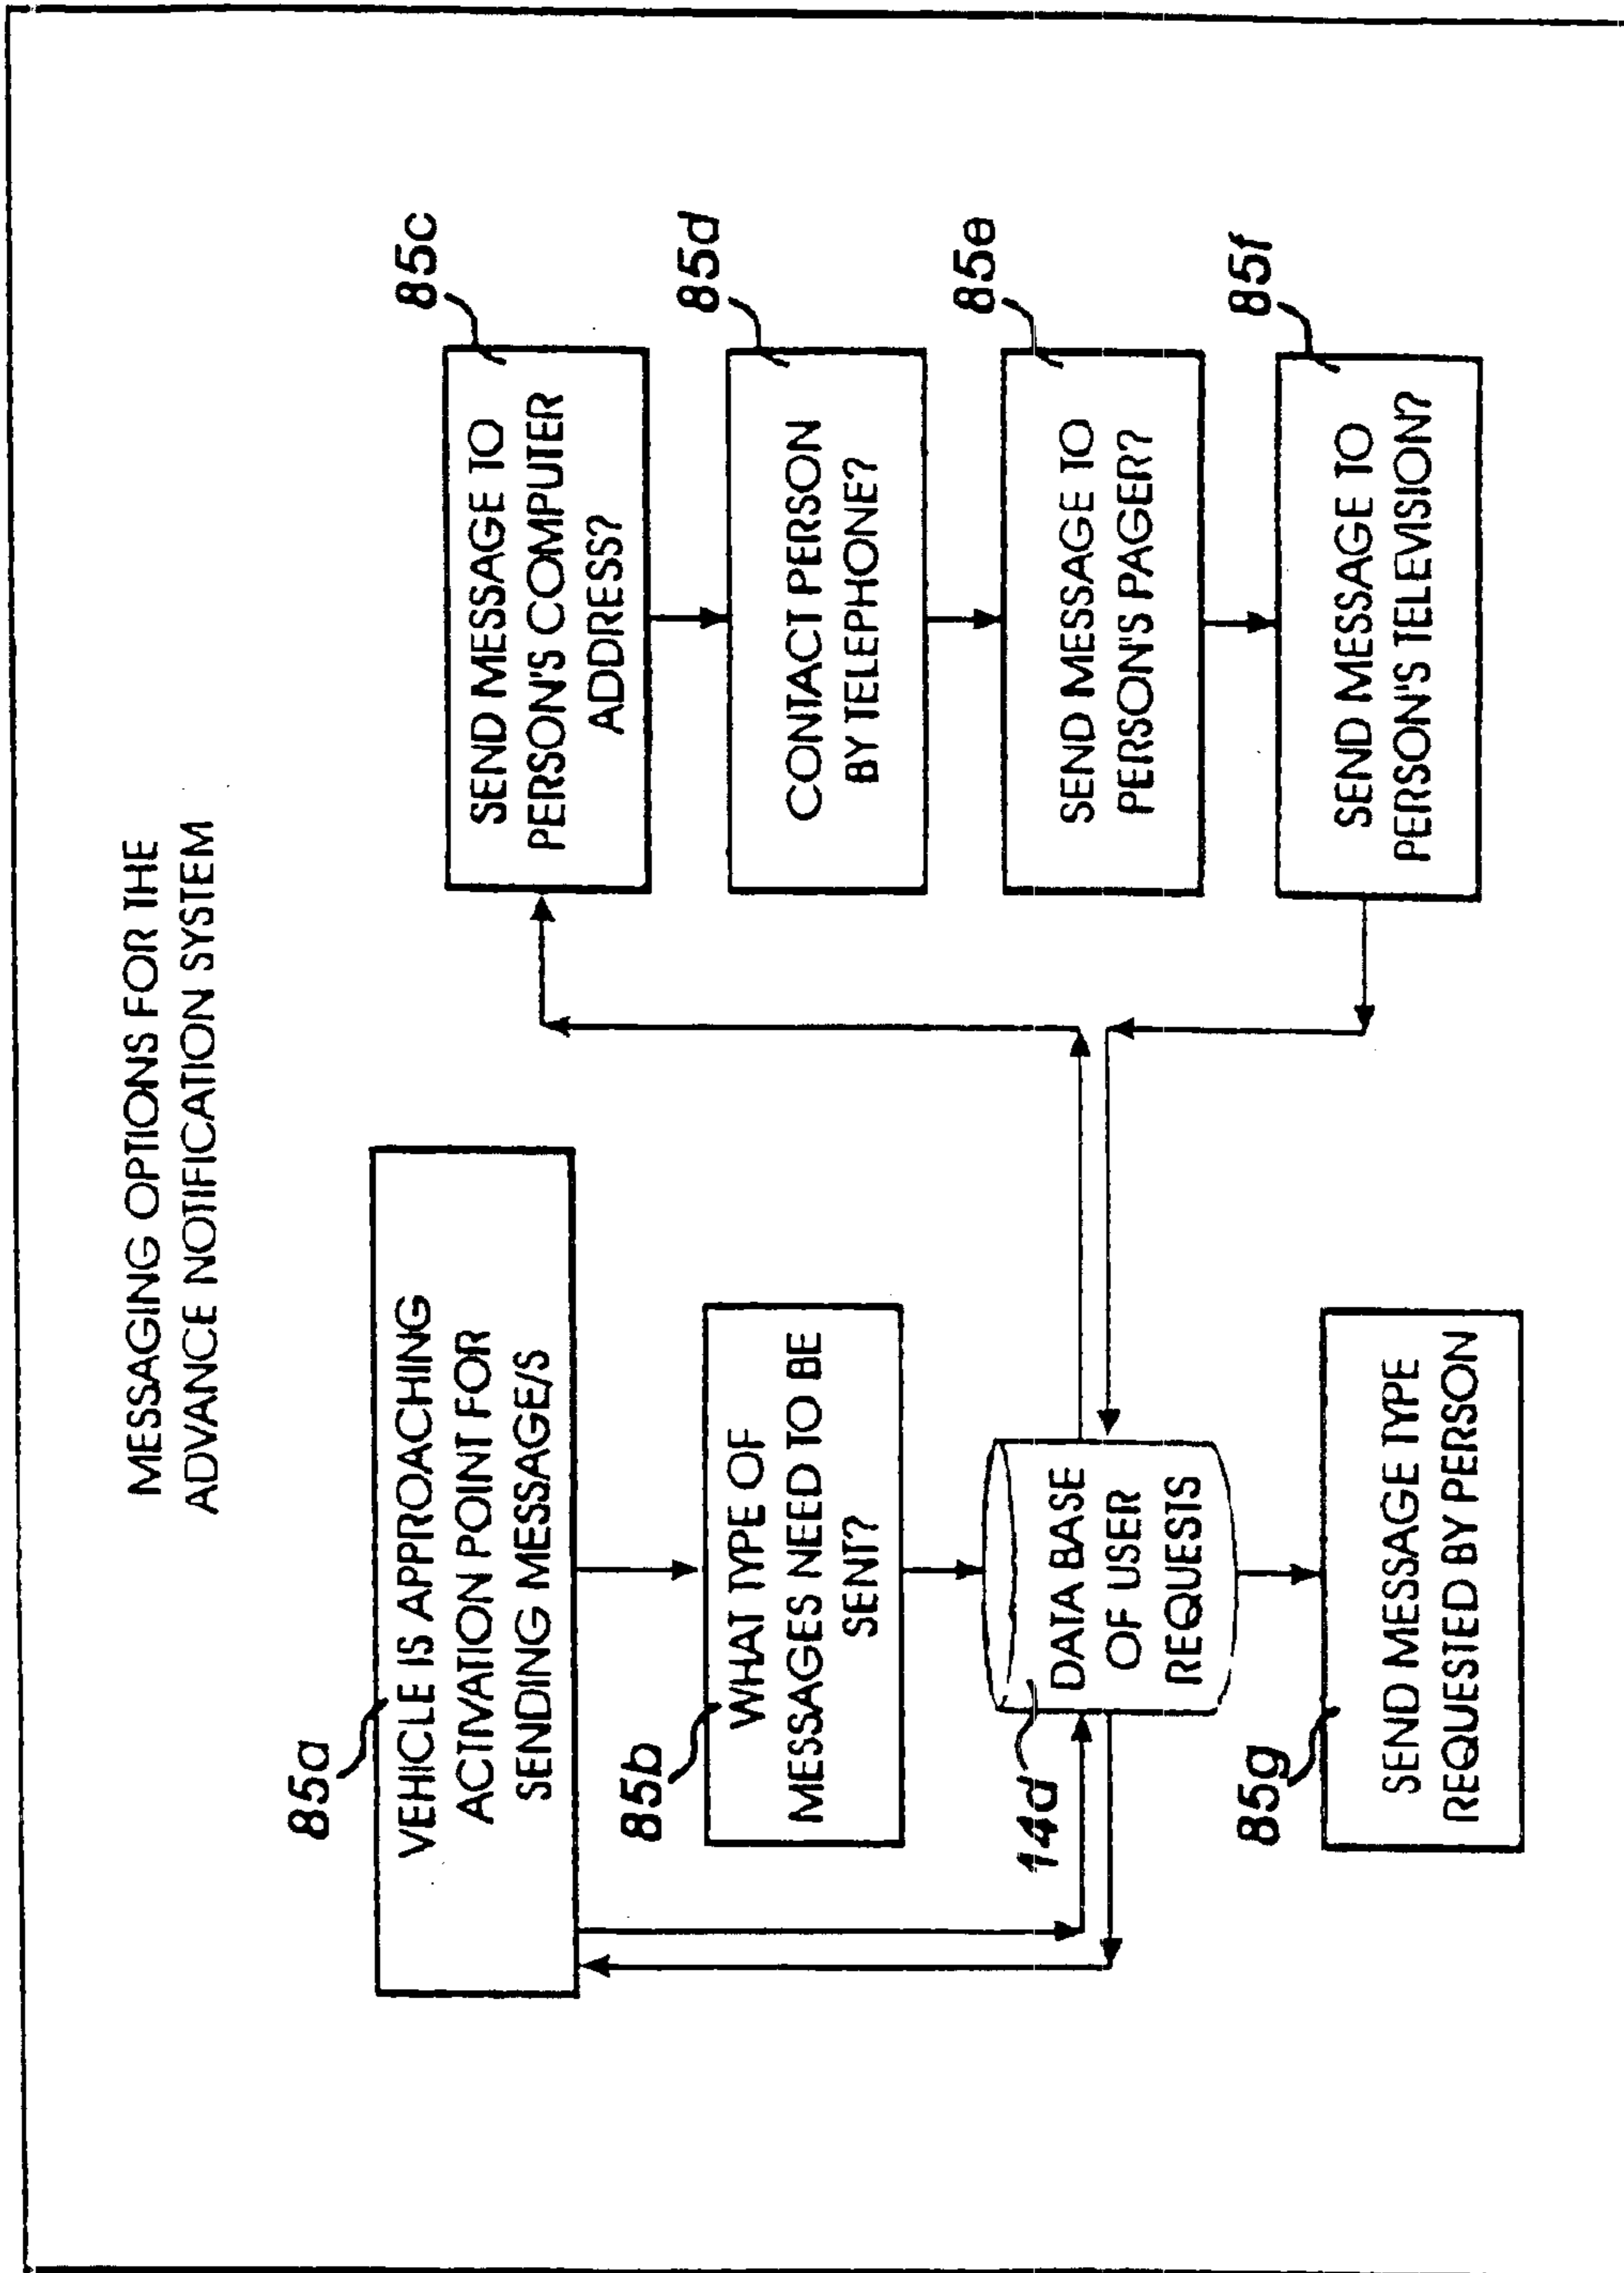 MESSAGING OPTIONS FOR THE
ADVANCE NOTIFICATION SYSTEM
85a
VEHICLE IS APPROACHING
ACTIVATION POINT FOR
SENDING MESSAGE/S
85b
WHAT TYPE OF
MESSAGES NEED TO BE
SENT?
14d
DATA BASE
OF USER
REQUESTS
85g
SEND MESSAGE TYPE
REQUESTED BY PERSON
85c
SEND MESSAGE TO
PERSON'S COMPUTER
ADDRESS?
85d
CONTACT PERSON
BY TELEPHONE?
85e
SEND MESSAGE TO
PERSON'S PAGER?
85f
SEND MESSAGE TO
PERSON'S TELEVISION?